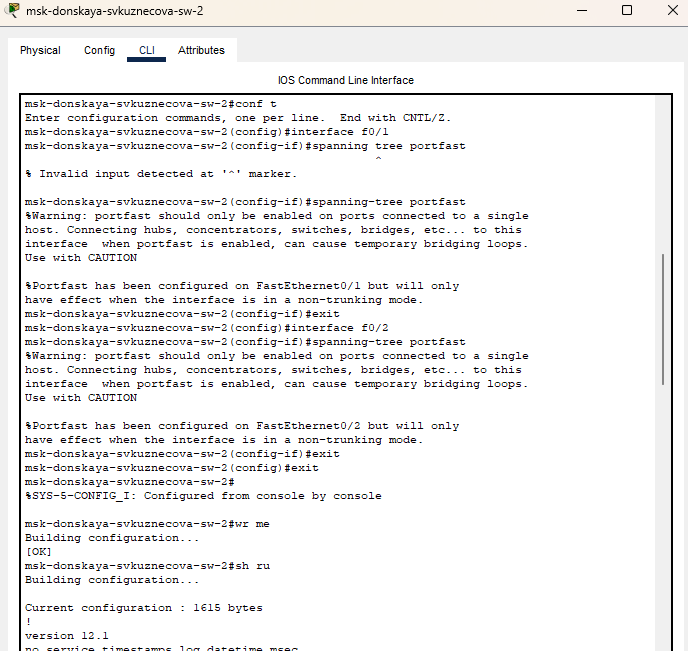 msk-donskaya-svkuznecova-sw-2
Physical Config CLI Attributes
IOS Command Line Interface
msk-donskaya-svkuznecova-sw-2#conf t
Enter configuration commands, one per line.  End with CNTL/Z.
msk-donskaya-svkuznecova-sw-2(config)#interface f0/1
msk-donskaya-svkuznecova-sw-2(config-if)#spanning tree portfast
^
% Invalid input detected at '^' marker.
msk-donskaya-svkuznecova-sw-2(config-if)#spanning-tree portfast
%Warning: portfast should only be enabled on ports connected to a single
host. Connecting hubs, concentrators, switches, bridges, etc... to this
interface  when portfast is enabled, can cause temporary bridging loops.
Use with CAUTION
%Portfast has been configured on FastEthernet0/1 but will only
have effect when the interface is in a non-trunking mode.
msk-donskaya-svkuznecova-sw-2(config-if)#exit
msk-donskaya-svkuznecova-sw-2(config)#interface f0/2
msk-donskaya-svkuznecova-sw-2(config-if)#spanning-tree portfast
%Warning: portfast should only be enabled on ports connected to a single
host. Connecting hubs, concentrators, switches, bridges, etc... to this
interface  when portfast is enabled, can cause temporary bridging loops.
Use with CAUTION
%Portfast has been configured on FastEthernet0/2 but will only
have effect when the interface is in a non-trunking mode.
msk-donskaya-svkuznecova-sw-2(config-if)#exit
msk-donskaya-svkuznecova-sw-2(config)#exit
msk-donskaya-svkuznecova-sw-2#
%SYS-5-CONFIG_I: Configured from console by console
msk-donskaya-svkuznecova-sw-2#wr me
Building configuration...
[OK]
msk-donskaya-svkuznecova-sw-2#sh ru
Building configuration...
Current configuration : 1615 bytes
!
version 12.1
no service timestamps log datetime msec